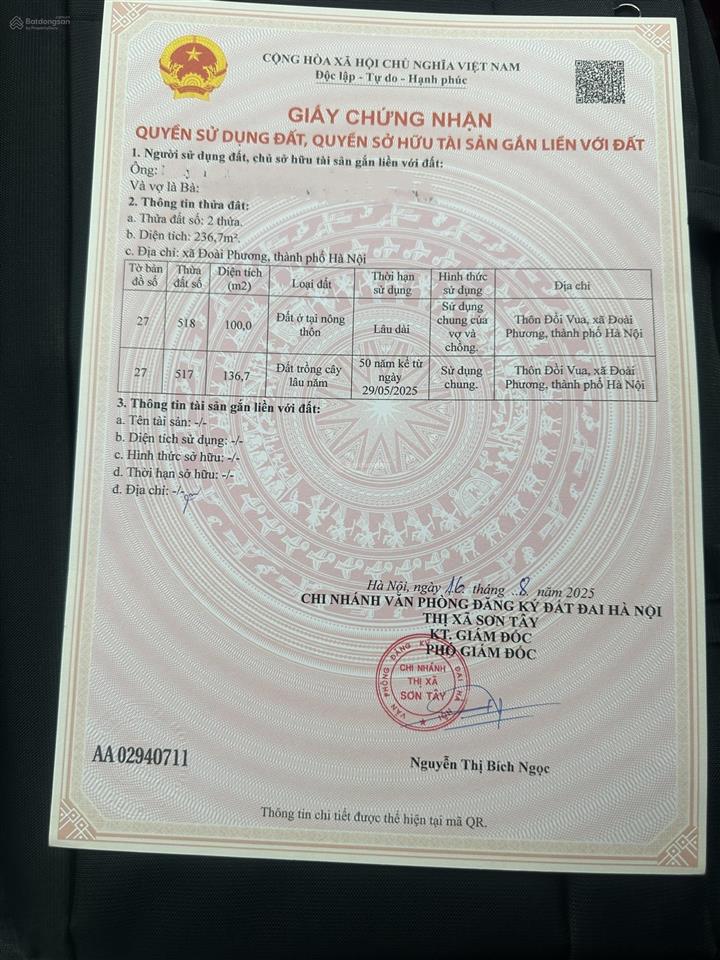 Batdongsan
by PropertyGuru
CỘNG HÒA XÃ HỘI CHỦ NGHĨA VIỆT NAM
Độc lập - Tự do - Hạnh phúc
GIẤY CHỨNG NHẬN
QUYỀN SỬ DỤNG ĐẤT, QUYỀN SỞ HỮU TÀI SẢN GẮN LIỀN VỚI ĐẤT
1. Người sử dụng đất, chủ sở hữu tài sản gắn liền với đất:
Ông:
Và vợ là Bà:
2. Thông tin thửa đất:
a. Thửa đất số: 2 thửa.
b. Diện tích: 236,7m².
c. Địa chỉ: xã Đoài Phương, thành phố Hà Nội
Tờ bản đồ số Thửa đất số Diện tích (m2) Loại đất Thời hạn sử dụng Hình thức sử dụng Địa chỉ
27 518 100,0 Đất ở tại nông thôn Lâu dài Sử dụng chung của vợ và chồng. Thôn Đồi Vua, xã Đoài Phương, thành phố Hà Nội
27 517 136,7 Đất trồng cây lâu năm 50 năm kể từ ngày 29/05/2025 Sử dụng chung. Thôn Đồi Vua, xã Đoài Phương, thành phố Hà Nội
3. Thông tin tài sản gắn liền với đất:
a. Tên tài sản: -/-
b. Diện tích sử dụng: -/-
c. Hình thức sở hữu: -/-
d. Thời hạn sở hữu: -/-
đ. Địa chỉ: -/-
Hà Nội, ngày 16 tháng 8 năm 2025
CHI NHÁNH VĂN PHÒNG ĐĂNG KÝ ĐẤT ĐAI HÀ NỘI
THỊ XÃ SƠN TÂY
KT. GIÁM ĐỐC
PHÓ GIÁM ĐỐC
VĂN PHÒNG ĐĂNG KÝ ĐẤT ĐAI HÀ NỘI
CHI NHÁNH
THỊ XÃ
SƠN TÂY
Nguyễn Thị Bích Ngọc
AA 02940711
Thông tin chi tiết được thể hiện tại mã QR.